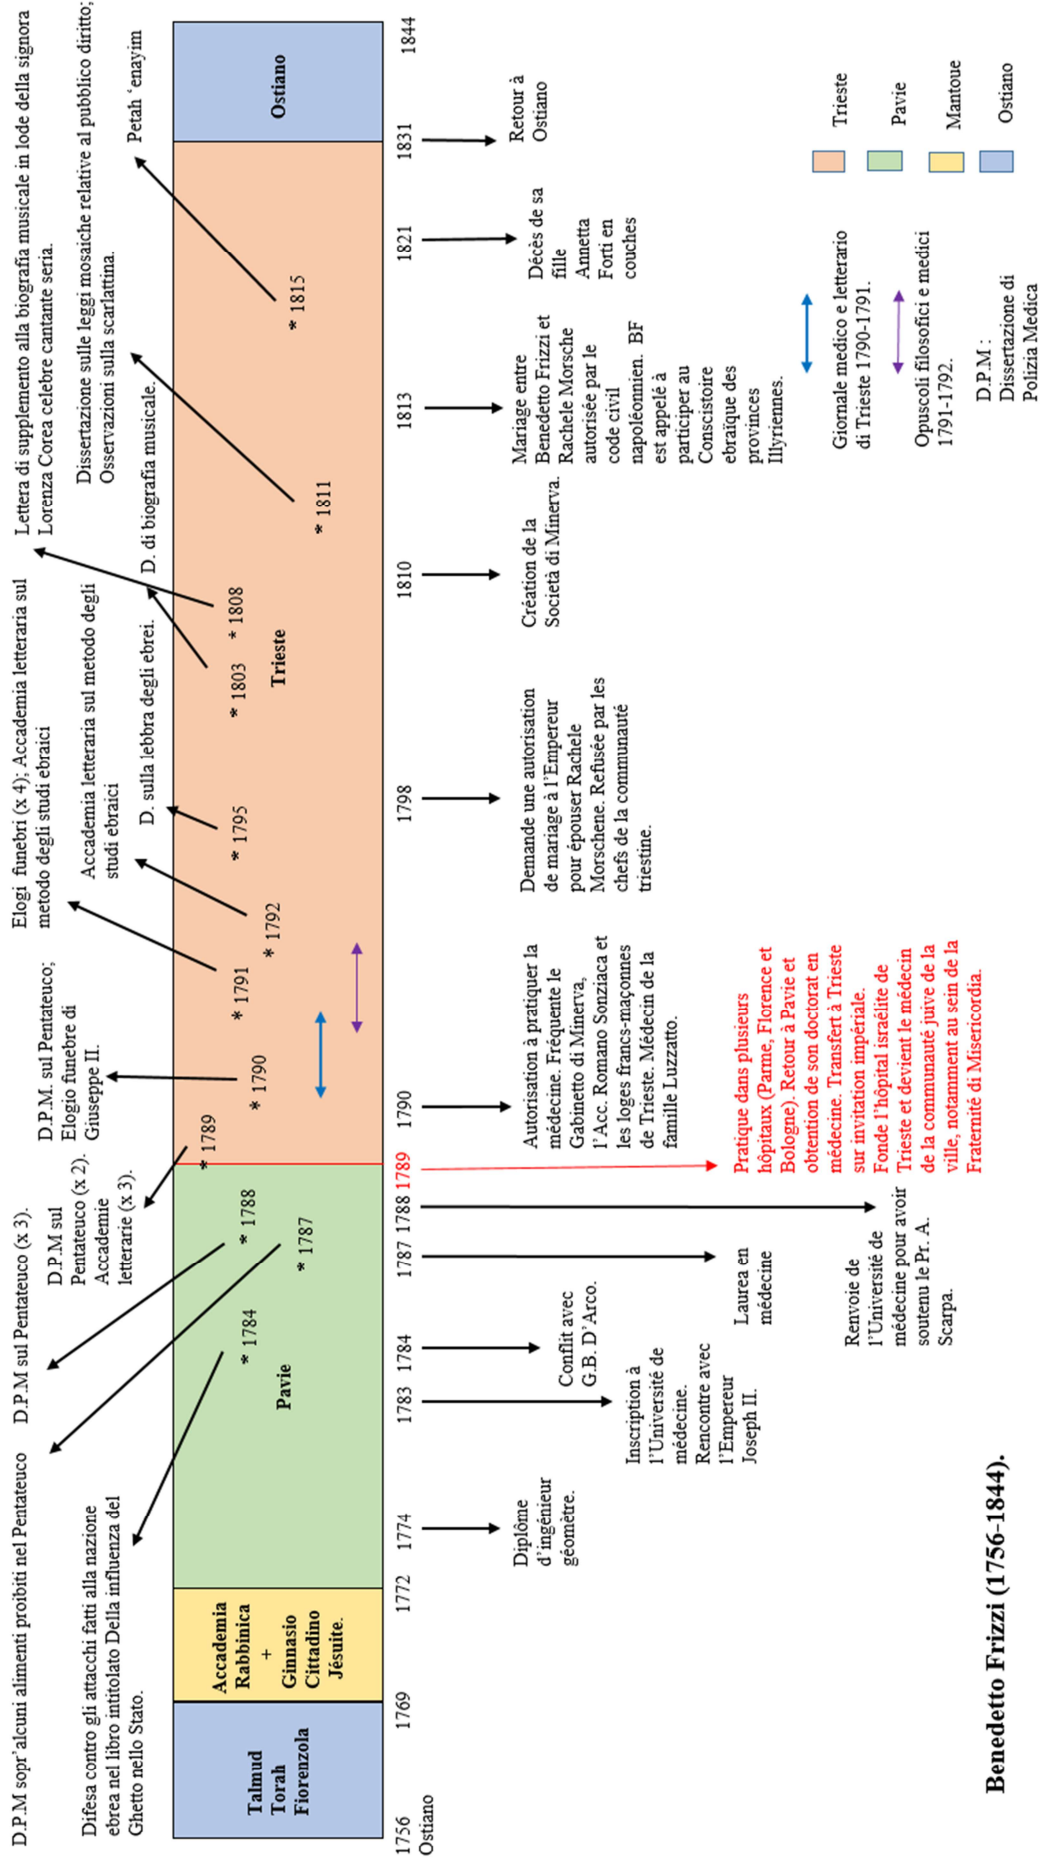 D.P.M sopr'alcuni alimenti proibiti nel Pentateuco
D.P.M sul Pentateuco (x 3).
Elogi funebri (x 4); Accademia letteraria sul
metodo degli studi ebraici
Lettera di supplemento alla biografia musicale in lode della signora
Lorenza Corea celebre cantante seria.
Difesa contro gli attacchi fatti alla nazione
ebrea nel libro intitolato Della influenza del
Ghetto nello Stato.
D.P.M sul
Pentateuco (x 2).
Accademie
letterarie (x 3).
D.P.M. sul Pentateuco;
Elogio funebre di
Giuseppe II.
Accademia letteraria sul metodo degli
studi ebraici
D. sulla lebbra degli ebrei.
D. di biografia musicale.
Dissertazione sulle leggi mosaiche relative al pubblico diritto;
Osservazioni sulla scarlattina.
Petah ‘enayim
Talmud
Torah
Fiorenzola
Accademia
Rabbinica
+
Ginnasio
Cittadino
Jésuite.
Pavie
* 1784
* 1787
* 1788
* 1789
* 1790
* 1791
* 1792
* 1795
* 1803
* 1808
Trieste
* 1811
* 1815
Ostiano
1756
Ostiano
1769
1772
1774
1783
1784
1787
1788
1789
1790
1798
1810
1813
1821
1831
1844
Diplôme
d'ingénieur
géomètre.
Inscription à
l'Université de
médecine.
Rencontre avec
l'Empereur
Joseph II.
Conflit avec
G.B. D'Arco.
Laurea en
médecine
Renvoie de
l'Université de
médecine pour avoir
soutenu le Pr. A.
Scarpa.
Pratique dans plusieurs
hôpitaux (Parme, Florence et
Bologne). Retour à Pavie et
obtention de son doctorat en
médecine. Transfert à Trieste
sur invitation impériale.
Fonde l'hôpital israélite de
Trieste et devient le médecin
de la communauté juive de la
ville, notamment au sein de la
Fraternité di Misericordia.
Autorisation à pratiquer la
médecine. Fréquente le
Gabinetto di Minerva,
l'Acc. Romano Sonziaca et
les loges francs-maçonnes
de Trieste. Médecin de la
famille Luzzatto.
Demande une autorisation
de mariage à l'Empereur
pour épouser Rachele
Morschene. Refusée par les
chefs de la communauté
triestine.
Création de la
Società di Minerva.
Mariage entre
Benedetto Frizzi et
Rachele Morsche
autorisée par le
code civil
napoléonnien. BF
est appelé à
participer au
Conscistoire
ebraïque des
provinces
Illyriennes.
Décès de sa
fille
Annetta
Forti en
couches
Retour à
Ostiano
Giornale medico e letterario
di Trieste 1790-1791.
Opuscoli filosofici e medici
1791-1792.
D.P.M :
Dissertazione di
Polizia Medica
Trieste
Pavie
Mantoue
Ostiano
Benedetto Frizzi (1756-1844).